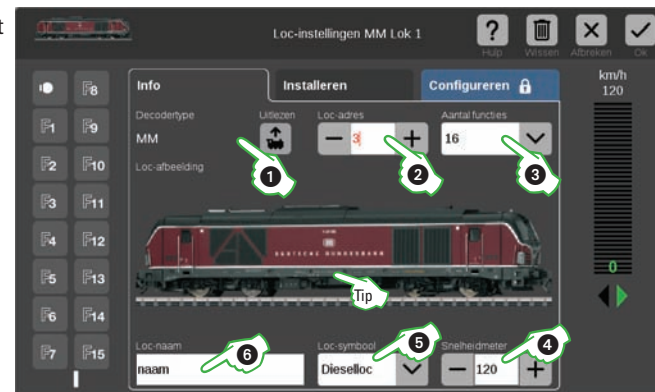 t
Loc-instellingen MM Lok 1
?
Hulp
Wissen
Afbreken
Ok
Info
Installeren
Configureren
km/h
120
F8
F1
F9
F2
F10
F3
F11
F4
F12
F5
F13
F6
F14
F7
F15
Decodertype
Uitlezen
Loc-adres
Aantal functies
MM
3
16
1
2
3
Loc-afbeelding
DEUTSCHE BUNDESBAHN
Tip
0
Loc-naam
6
Loc-symbool
5
Snelheidmeter
4
naam
Dieselloc
120